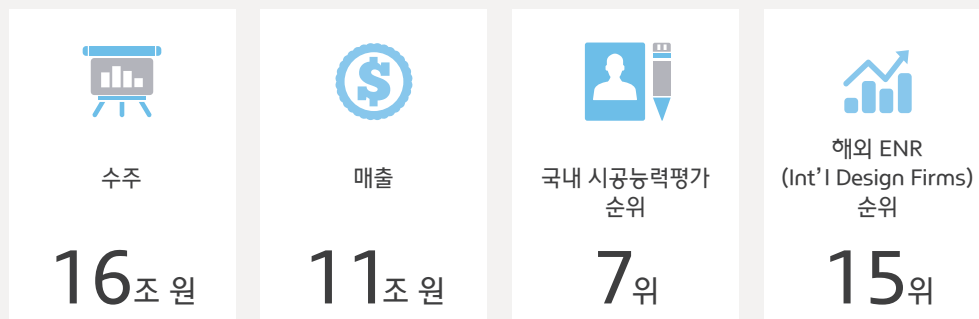 수주
16조 원
매출
11조 원
국내 시공능력평가
순위
7위
해외 ENR
(Int'l Design Firms)
순위
15위